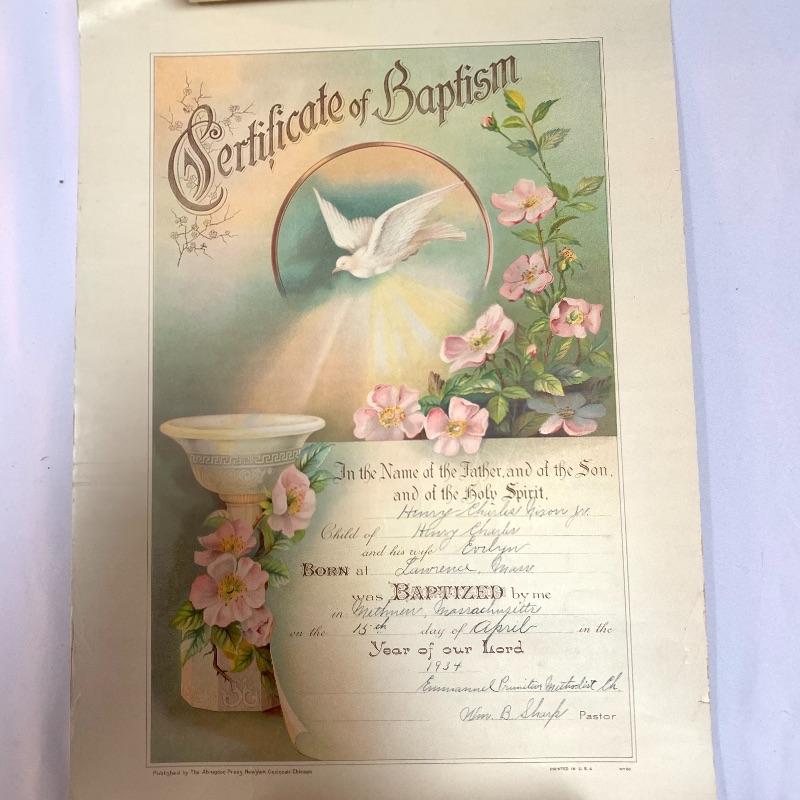 Certificate of Baptism
In the Name of the Father, and of the Son,
and of the Holy Spirit,
Henry Charles Nixon Jr.
Child of Henry Charles
and his wife Evelyn
BORN at Lawrence, Mass
was BAPTIZED by me
in Methuen, Massachusetts
on the 15th day of April in the
Year of our Lord
1934
Emmanuel Primitive Methodist Ch.
Wm. B Sharp Pastor
Published by The Abingdon Press, New York Cincinnati Chicago
PRINTED IN U.S.A.